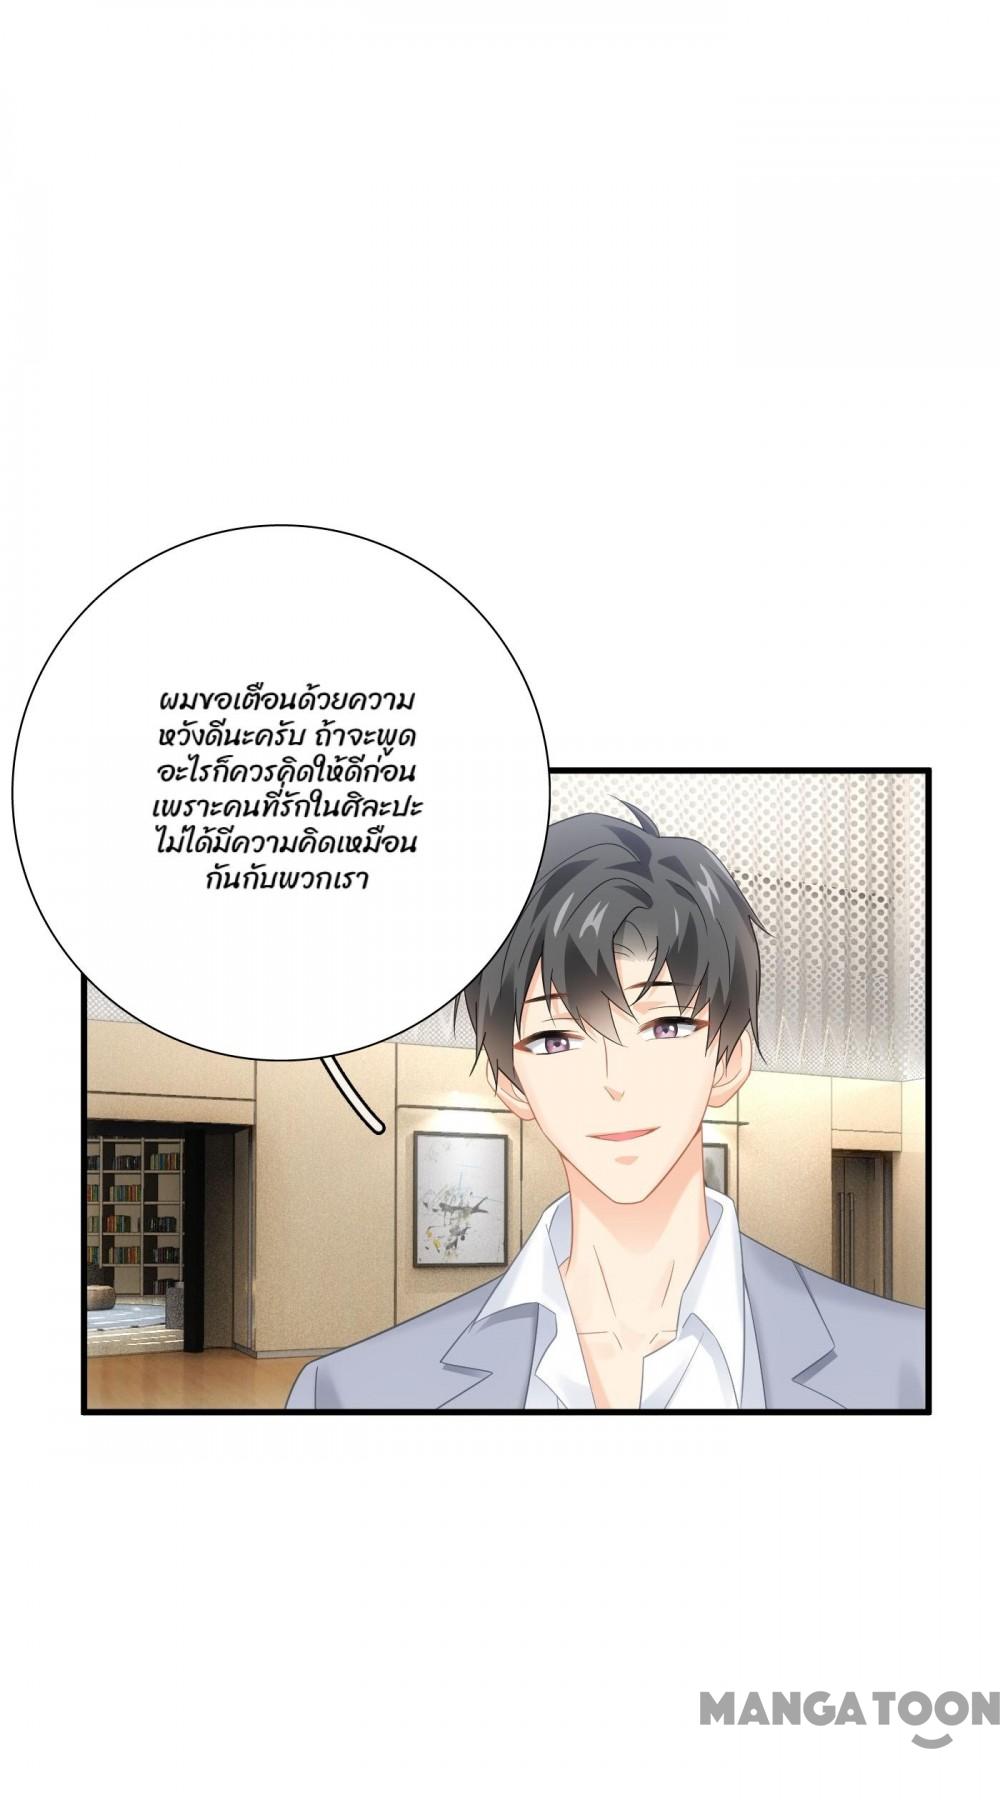 ผมขอเตือนด้วยความ
หวังดีนะครับ ถ้าจะพูด
อะไรก็ควรคิดให้ดีก่อน
เพราะคนที่รักในศิลปะ
ไม่ได้มีความคิดเหมือน
กันกับพวกเรา
MANGATOON